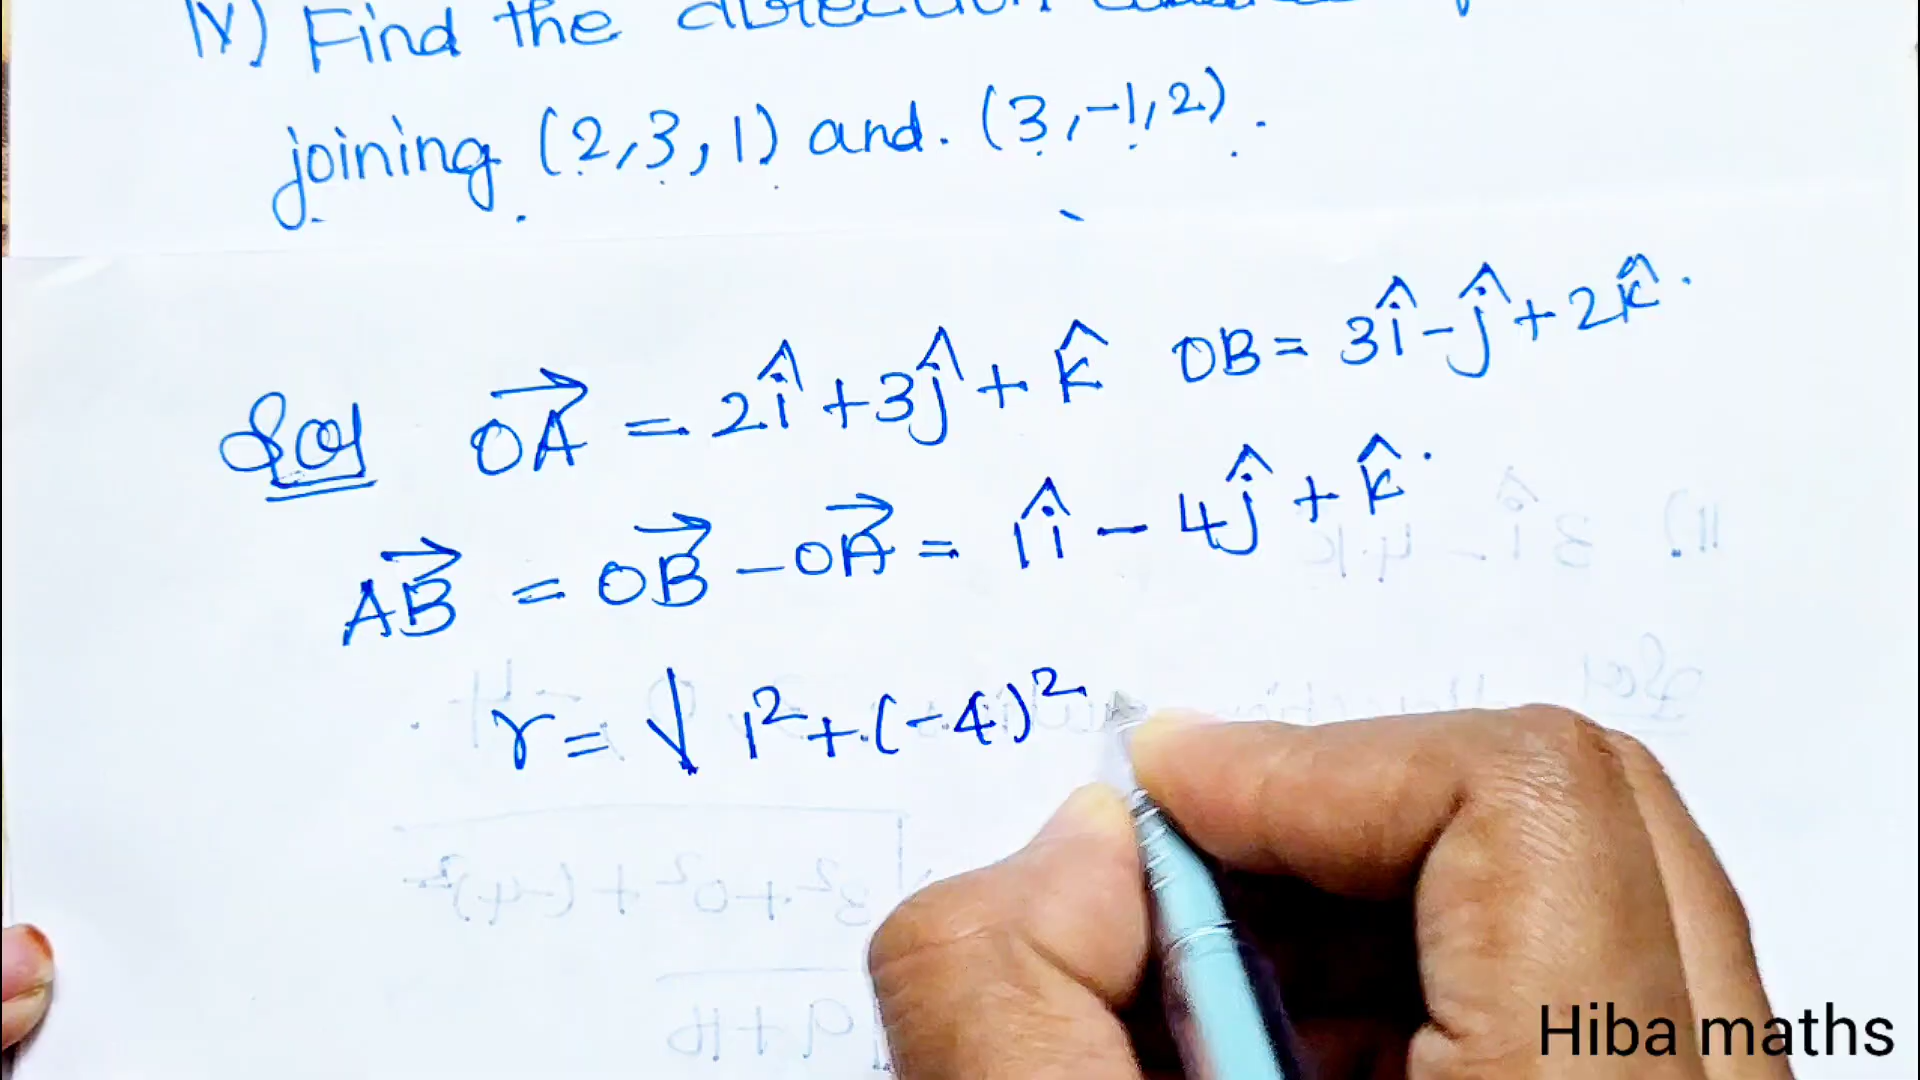 IV) Find the direction
joining (2,3,1) and. (3,-1,2).
Sol OA = 2î+3ĵ+k̂ OB = 3î-ĵ+2k̂.
AB = OB - OA = 1î - 4ĵ + k̂.
r = √ 1²+(-4)²
Hiba maths